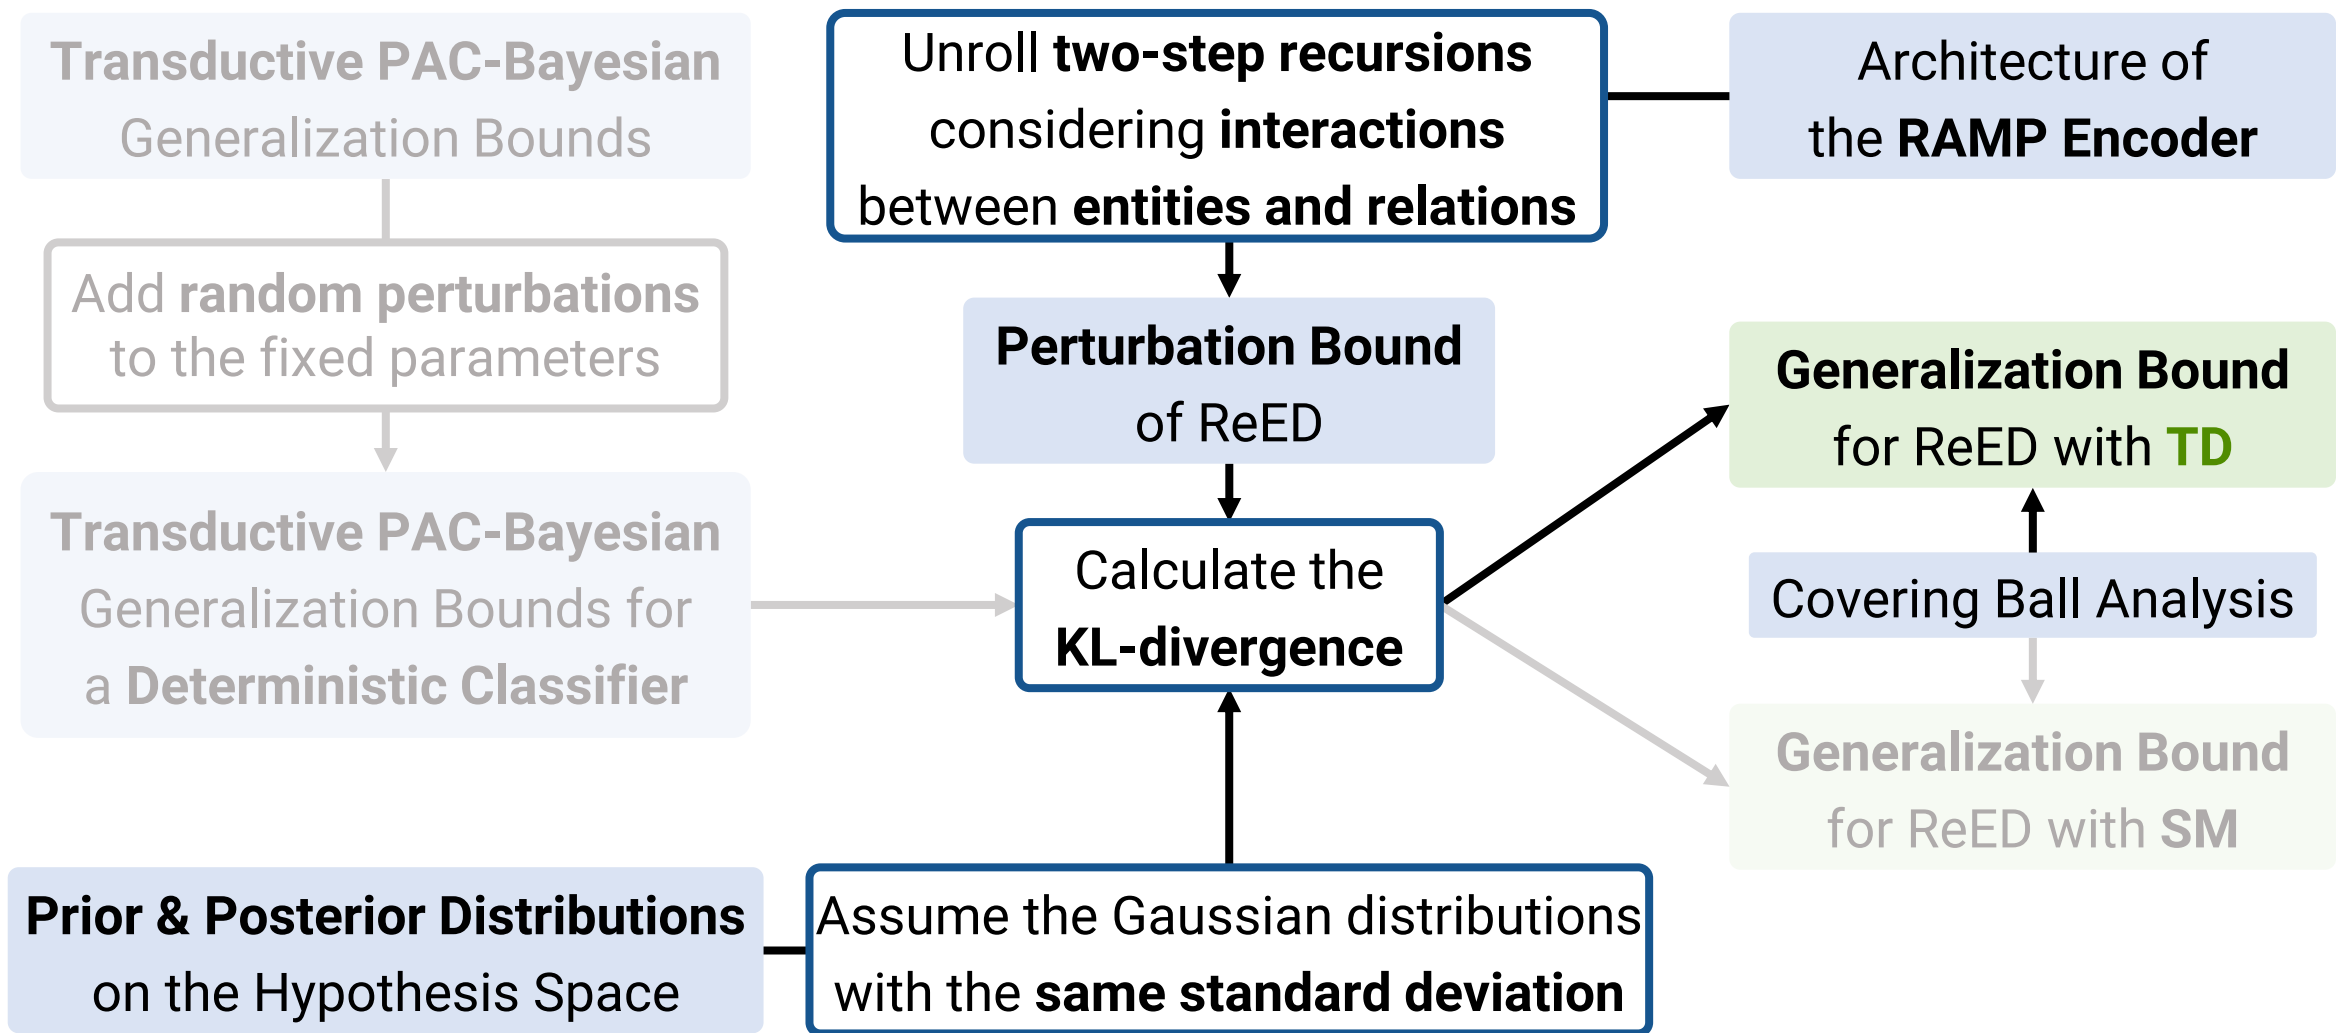 Transductive PAC-Bayesian
Generalization Bounds
Add random perturbations
to the fixed parameters
Transductive PAC-Bayesian
Generalization Bounds for
a Deterministic Classifier
Unroll two-step recursions
considering interactions
between entities and relations
Architecture of
the RAMP Encoder
Perturbation Bound
of ReED
Calculate the
KL-divergence
Generalization Bound
for ReED with TD
Covering Ball Analysis
Generalization Bound
for ReED with SM
Prior & Posterior Distributions
on the Hypothesis Space
Assume the Gaussian distributions
with the same standard deviation